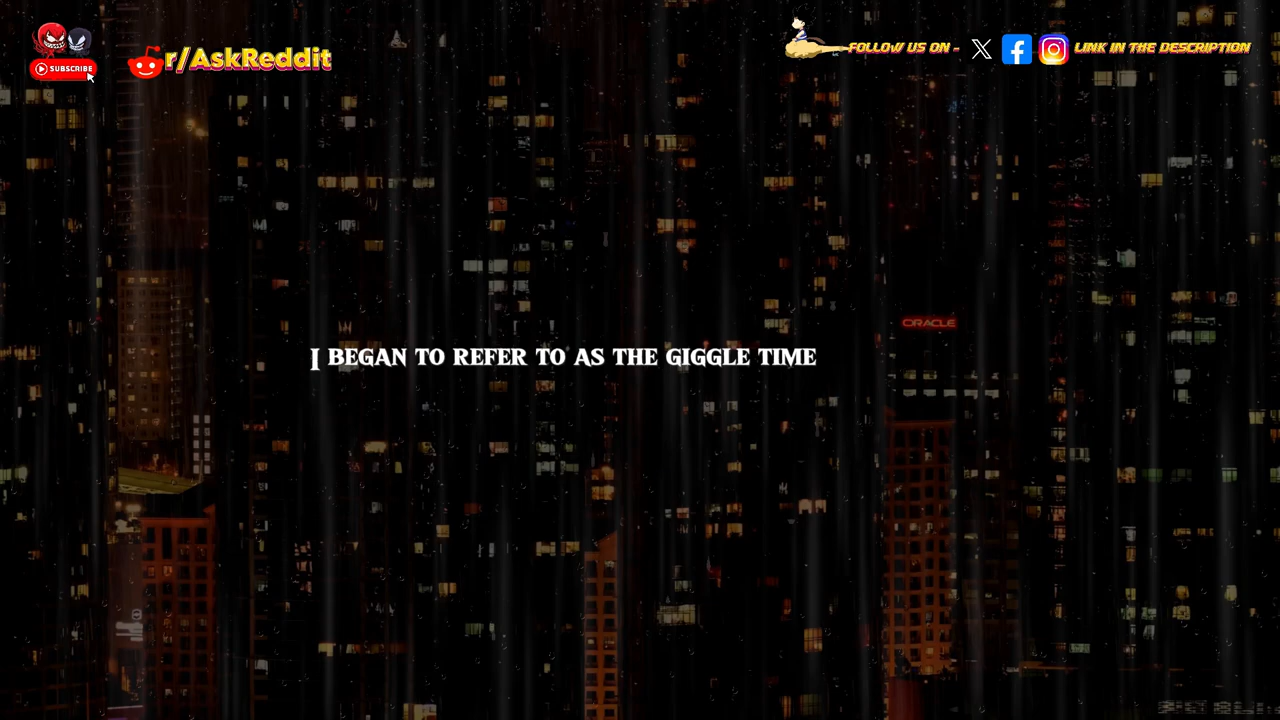 SUBSCRIBE
r/AskReddit
FOLLOW US ON -
LINK IN THE DESCRIPTION
ORACLE
I BEGAN TO REFER TO AS THE GIGGLE TIME